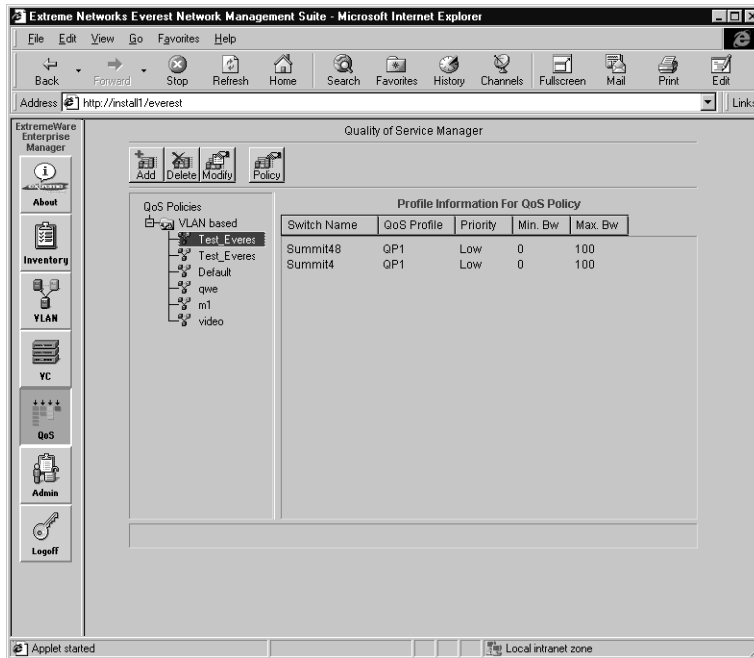 Extreme Networks Everest Network Management Suite - Microsoft Internet Explorer
File Edit View Go Favorites Help
Back Forward Stop Refresh Home Search Favorites History Channels Fullscreen Mail Print Edit
Address http://install1/everest Links
ExtremeWare
Enterprise
Manager
About
Inventory
VLAN
VC
QoS
Admin
Logoff
Quality of Service Manager
Add Delete Modify Policy
QoS Policies
VLAN based
Test_Everes
Test_Everes
Default
qwe
m1
video
Profile Information For QoS Policy
Switch Name QoS Profile Priority Min. Bw Max. Bw
Summit48 QP1 Low 0 100
Summit4 QP1 Low 0 100
Applet started Local intranet zone